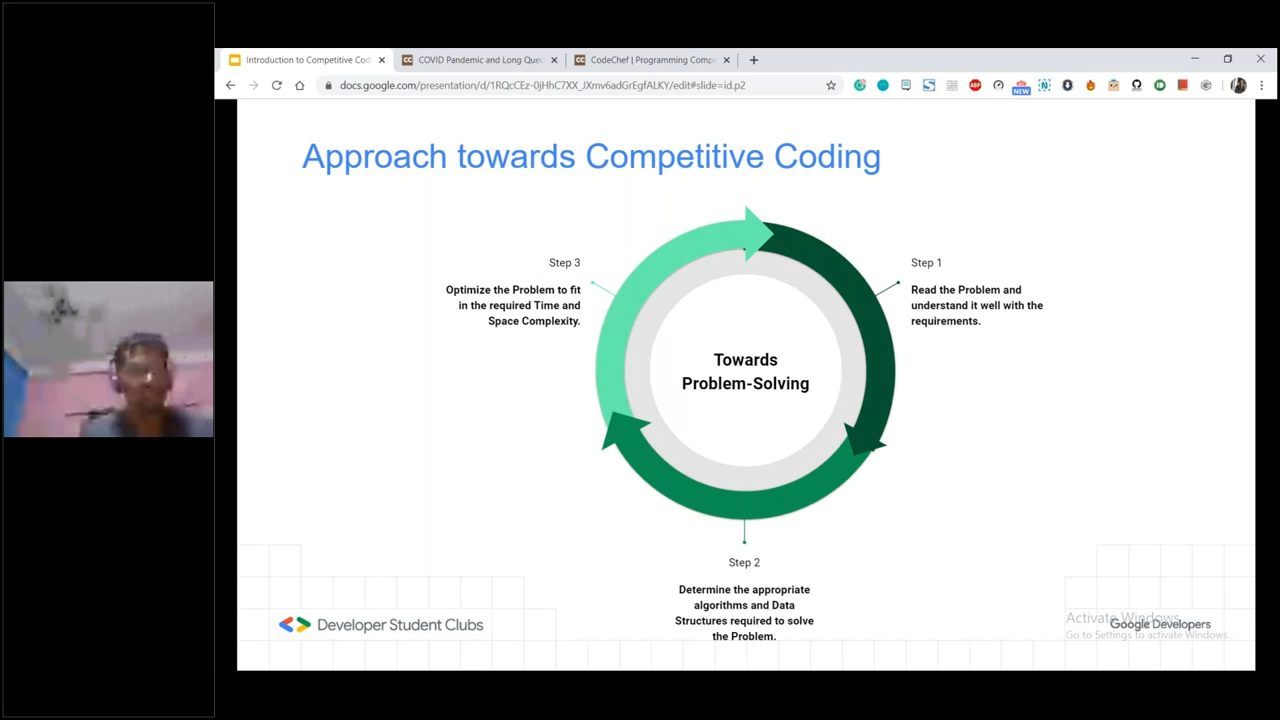 Introduction to Competitive Cod
COVID Pandemic and Long Queu
CodeChef | Programming Compe
docs.google.com/presentation/d/1RQcCEz-0jHhC7XX_JXmv6adGrEgfALKY/edit#slide=id.p2
ABP
NEW
Approach towards Competitive Coding
Step 3
Optimize the Problem to fit
in the required Time and
Space Complexity.
Step 1
Read the Problem and
understand it well with the
requirements.
Towards
Problem-Solving
Step 2
Determine the appropriate
algorithms and Data
Structures required to solve
the Problem.
Developer Student Clubs
Google Developers
Activate Windows
Go to Settings to activate Windows.